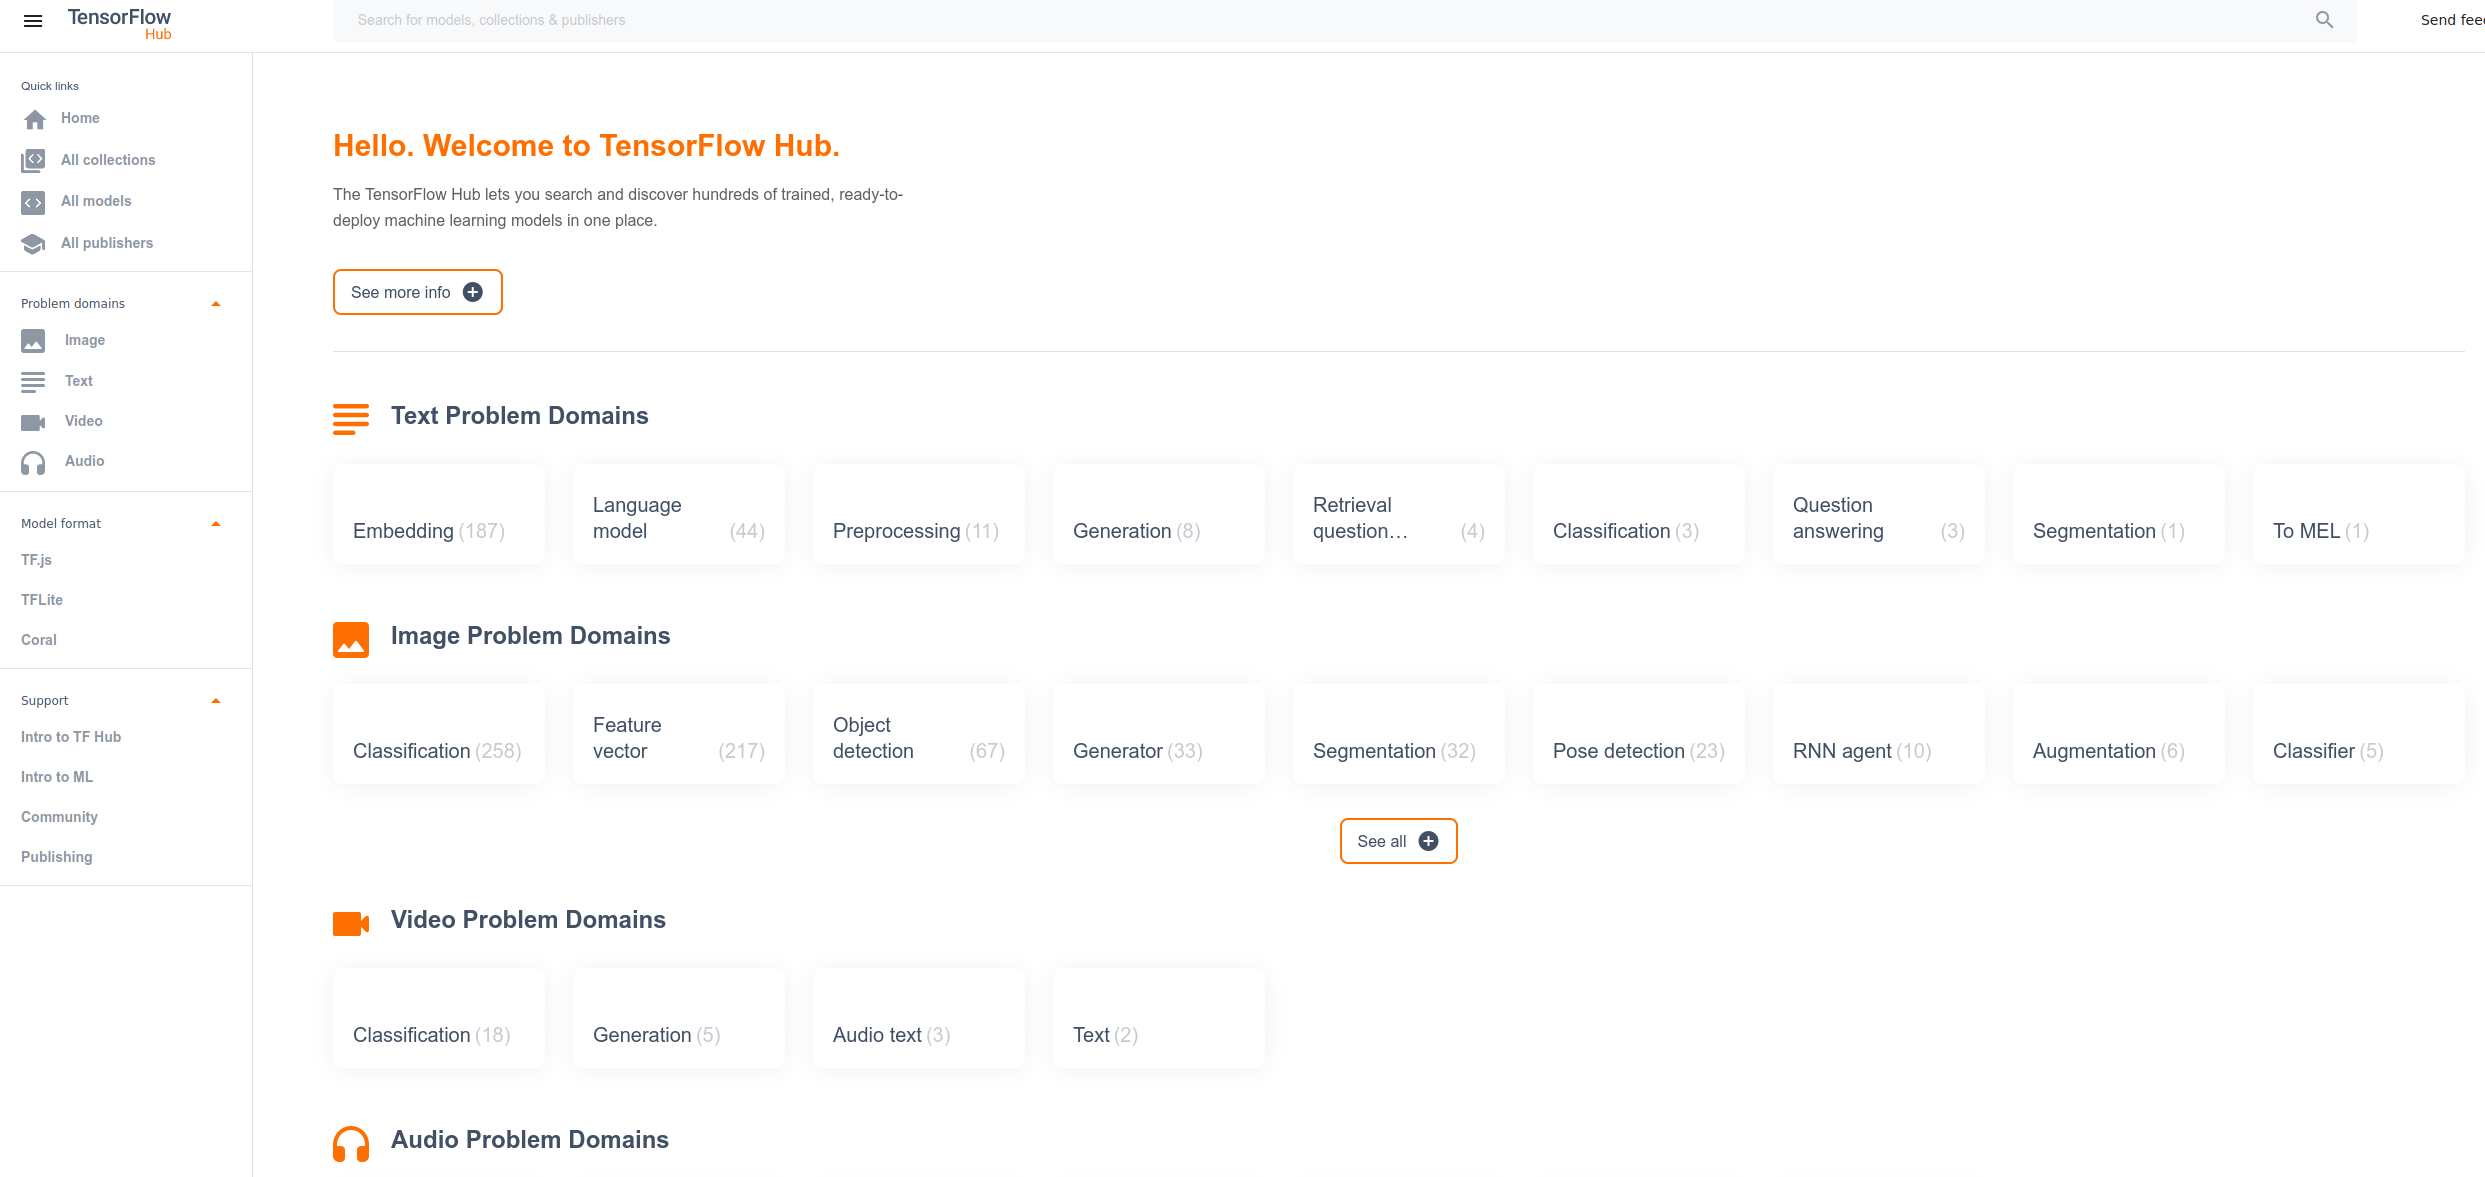 TensorFlow
Hub
Search for models, collections & publishers
Send fee
Quick links
Home
All collections
All models
All publishers
Problem domains
Image
Text
Video
Audio
Model format
TF.js
TFLite
Coral
Support
Intro to TF Hub
Intro to ML
Community
Publishing
Hello. Welcome to TensorFlow Hub.
The TensorFlow Hub lets you search and discover hundreds of trained, ready-to-
deploy machine learning models in one place.
See more info
Text Problem Domains
Embedding (187)
Language
model (44)
Preprocessing (11)
Generation (8)
Retrieval
question… (4)
Classification (3)
Question
answering (3)
Segmentation (1)
To MEL (1)
Image Problem Domains
Classification (258)
Feature
vector (217)
Object
detection (67)
Generator (33)
Segmentation (32)
Pose detection (23)
RNN agent (10)
Augmentation (6)
Classifier (5)
See all
Video Problem Domains
Classification (18)
Generation (5)
Audio text (3)
Text (2)
Audio Problem Domains